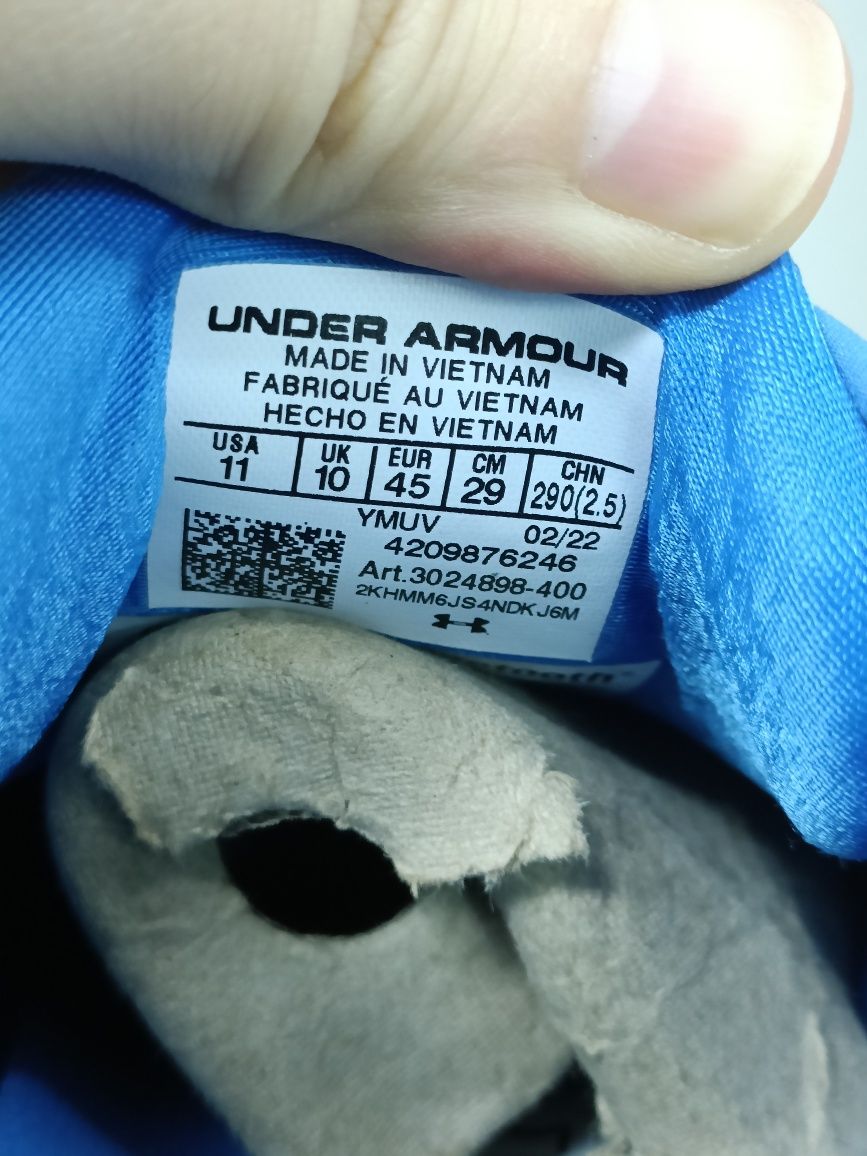 UNDER ARMOUR
MADE IN VIETNAM
FABRIQUÉ AU VIETNAM
HECHO EN VIETNAM
USA UK EUR CM CHN
11 10 45 29 290(2.5)
YMUV 02/22
4209876246
Art.3024898-400
2KHMM6JS4NDKJ6M